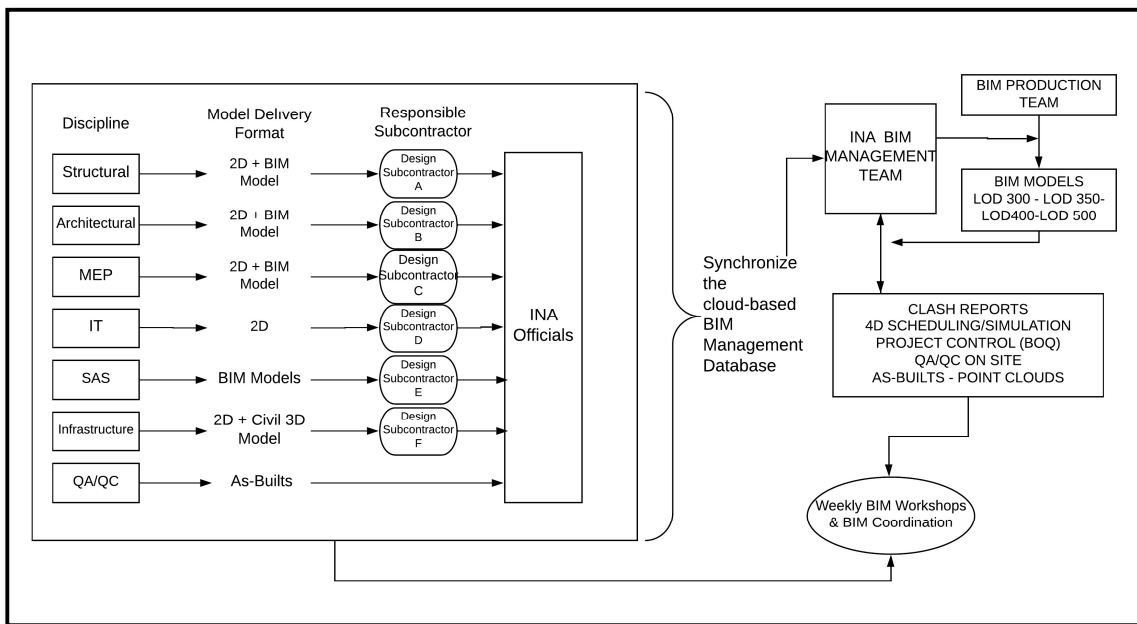 Discipline
Model Delivery
Format
Responsible
Subcontractor
Structural
2D + BIM
Model
Design
Subcontractor
A
Architectural
2D + BIM
Model
Design
Subcontractor
B
MEP
2D + BIM
Model
Design
Subcontractor
C
IT
2D
Design
Subcontractor
D
SAS
BIM Models
Design
Subcontractor
E
Infrastructure
2D + Civil 3D
Model
Design
Subcontractor
F
QA/QC
As-Builts
INA
Officials
Synchronize
the
cloud-based
BIM
Management
Database
INA BIM
MANAGEMENT
TEAM
BIM PRODUCTION
TEAM
BIM MODELS
LOD 300 - LOD 350-
LOD400-LOD 500
CLASH REPORTS
4D SCHEDULING/SIMULATION
PROJECT CONTROL (BOQ)
QA/QC ON SITE
AS-BUILTS - POINT CLOUDS
Weekly BIM Workshops
& BIM Coordination